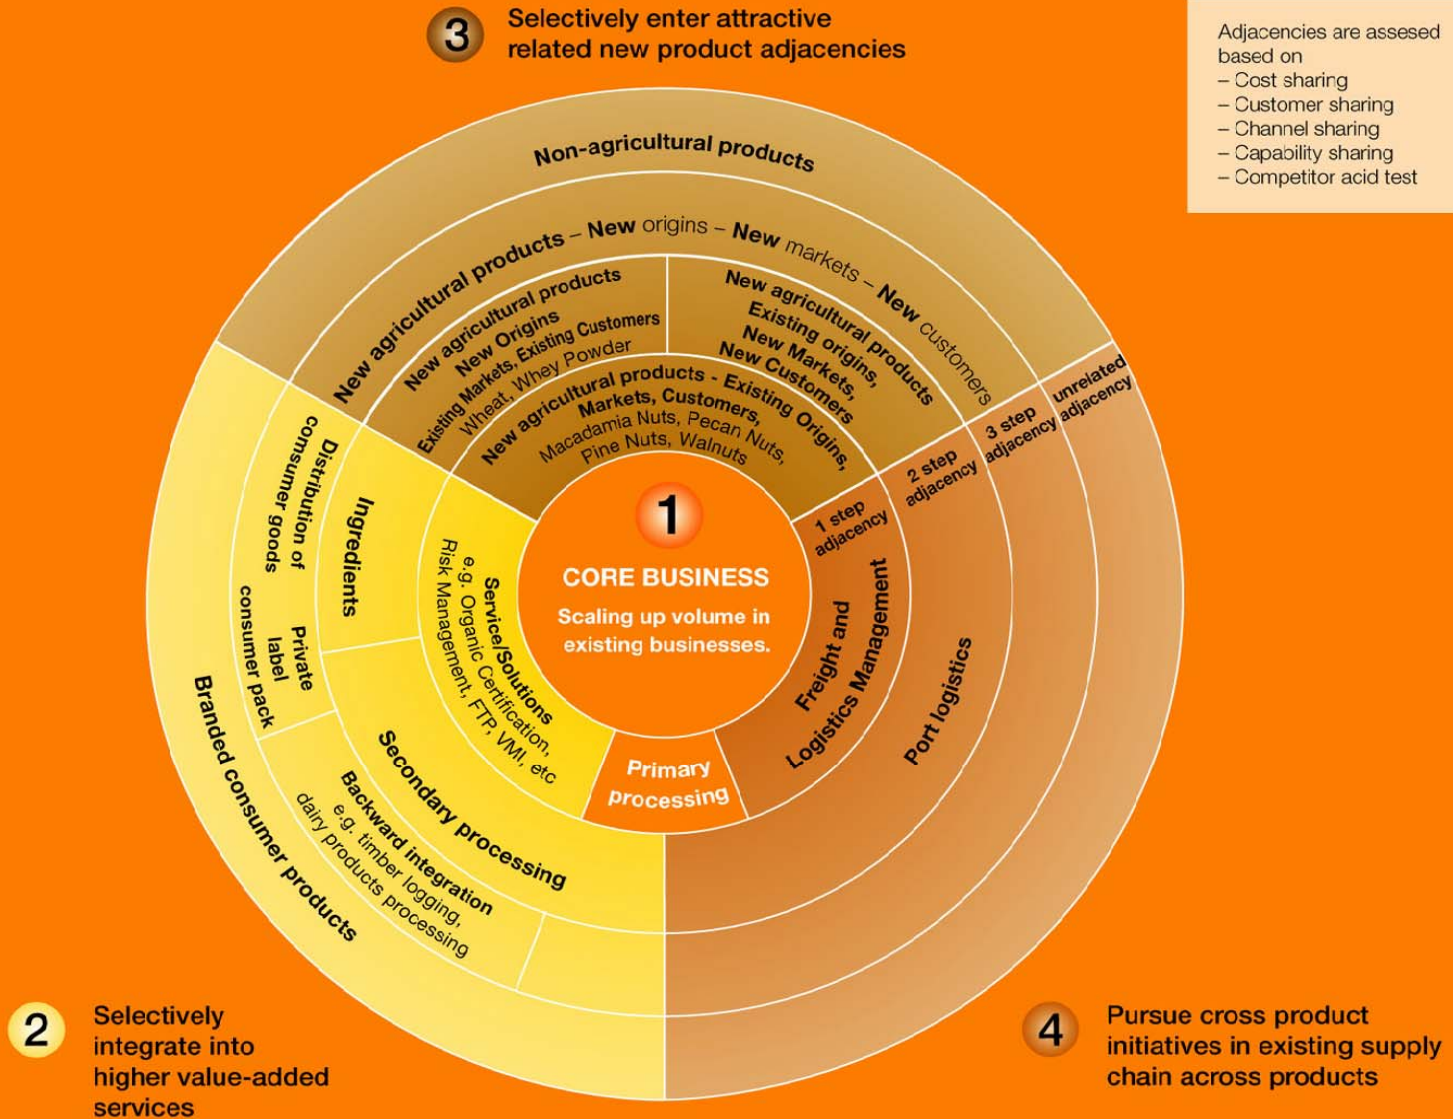 3
Selectively enter attractive
related new product adjacencies
Adjacencies are assesed
based on
– Cost sharing
– Customer sharing
– Channel sharing
– Capability sharing
– Competitor acid test
Non-agricultural products
New agricultural products – New origins – New markets – New customers
New agricultural products
New Origins
Existing Markets, Existing Customers
Wheat, Whey Powder
New agricultural products
Existing origins,
New Markets,
New Customers
New agricultural products - Existing Origins,
Markets, Customers,
Macadamia Nuts, Pecan Nuts,
Pine Nuts, Walnuts
1
CORE BUSINESS
Scaling up volume in
existing businesses.
1 step
adjacency
2 step
adjacency
3 step
adjacency
unrelated
adjacency
Freight and
Logistics Management
Port logistics
Primary
processing
Service/Solutions
e.g. Organic Certification,
Risk Management, FTP, VMI, etc
Ingredients
Secondary processing
Distribution of
comsumer goods
Private
label
consumer pack
Backward integration
e.g. timber logging,
dairy products processing
Branded consumer products
2
Selectively
integrate into
higher value-added
services
4
Pursue cross product
initiatives in existing supply
chain across products